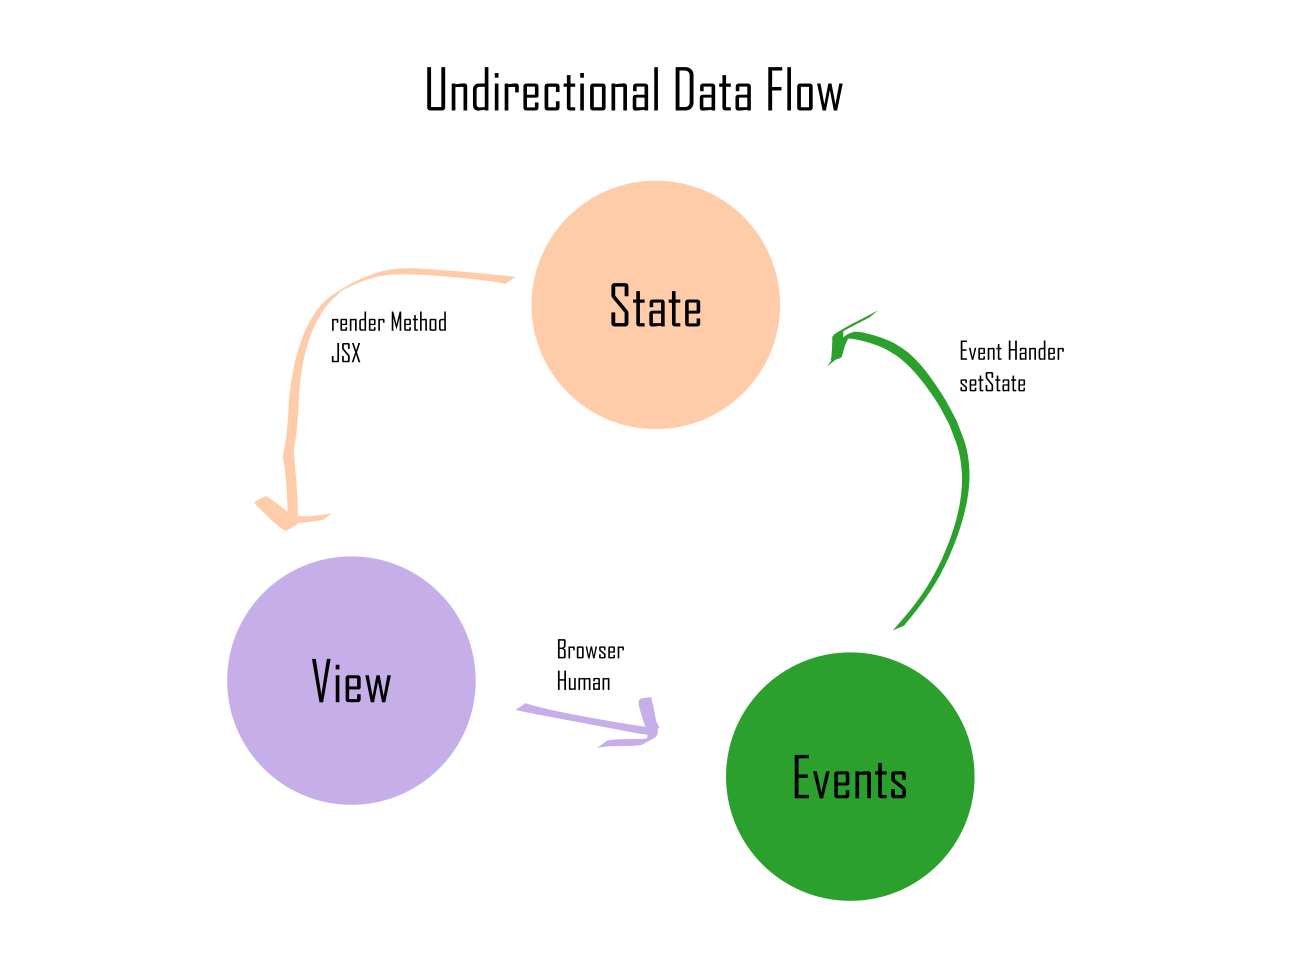 Undirectional Data Flow
State
render Method
JSX
Event Hander
setState
View
Browser
Human
Events